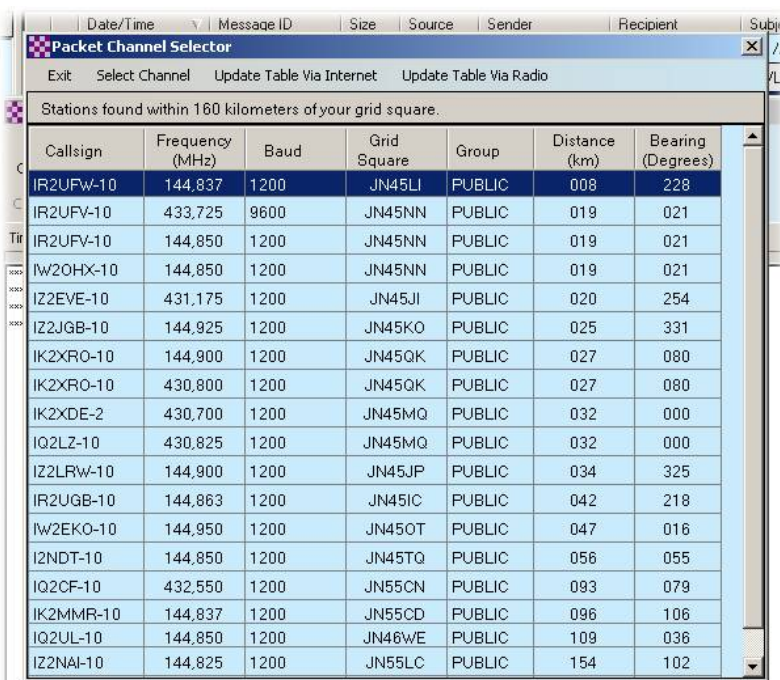 Date/Time Message ID Size Source Sender Recipient
Packet Channel Selector
Exit Select Channel Update Table Via Internet Update Table Via Radio
Stations found within 160 kilometers of your grid square.
Callsign Frequency (MHz) Baud Grid Square Group Distance (km) Bearing (Degrees)
IR2UFW-10 144,837 1200 JN45LI PUBLIC 008 228
IR2UFV-10 433,725 9600 JN45NN PUBLIC 019 021
IR2UFV-10 144,850 1200 JN45NN PUBLIC 019 021
IW2OHX-10 144,850 1200 JN45NN PUBLIC 019 021
IZ2EVE-10 431,175 1200 JN45JI PUBLIC 020 254
IZ2JGB-10 144,925 1200 JN45KO PUBLIC 025 331
IK2XRO-10 144,900 1200 JN45QK PUBLIC 027 080
IK2XRO-10 430,800 1200 JN45QK PUBLIC 027 080
IK2XDE-2 430,700 1200 JN45MQ PUBLIC 032 000
IQ2LZ-10 430,825 1200 JN45MQ PUBLIC 032 000
IZ2LRW-10 144,900 1200 JN45JP PUBLIC 034 325
IR2UGB-10 144,863 1200 JN45IC PUBLIC 042 218
IW2EKO-10 144,950 1200 JN45OT PUBLIC 047 016
I2NDT-10 144,850 1200 JN45TQ PUBLIC 056 055
IQ2CF-10 432,550 1200 JN55CN PUBLIC 093 079
IK2MMR-10 144,837 1200 JN55CD PUBLIC 096 106
IQ2UL-10 144,850 1200 JN46WE PUBLIC 109 036
IZ2NAI-10 144,825 1200 JN55LC PUBLIC 154 102